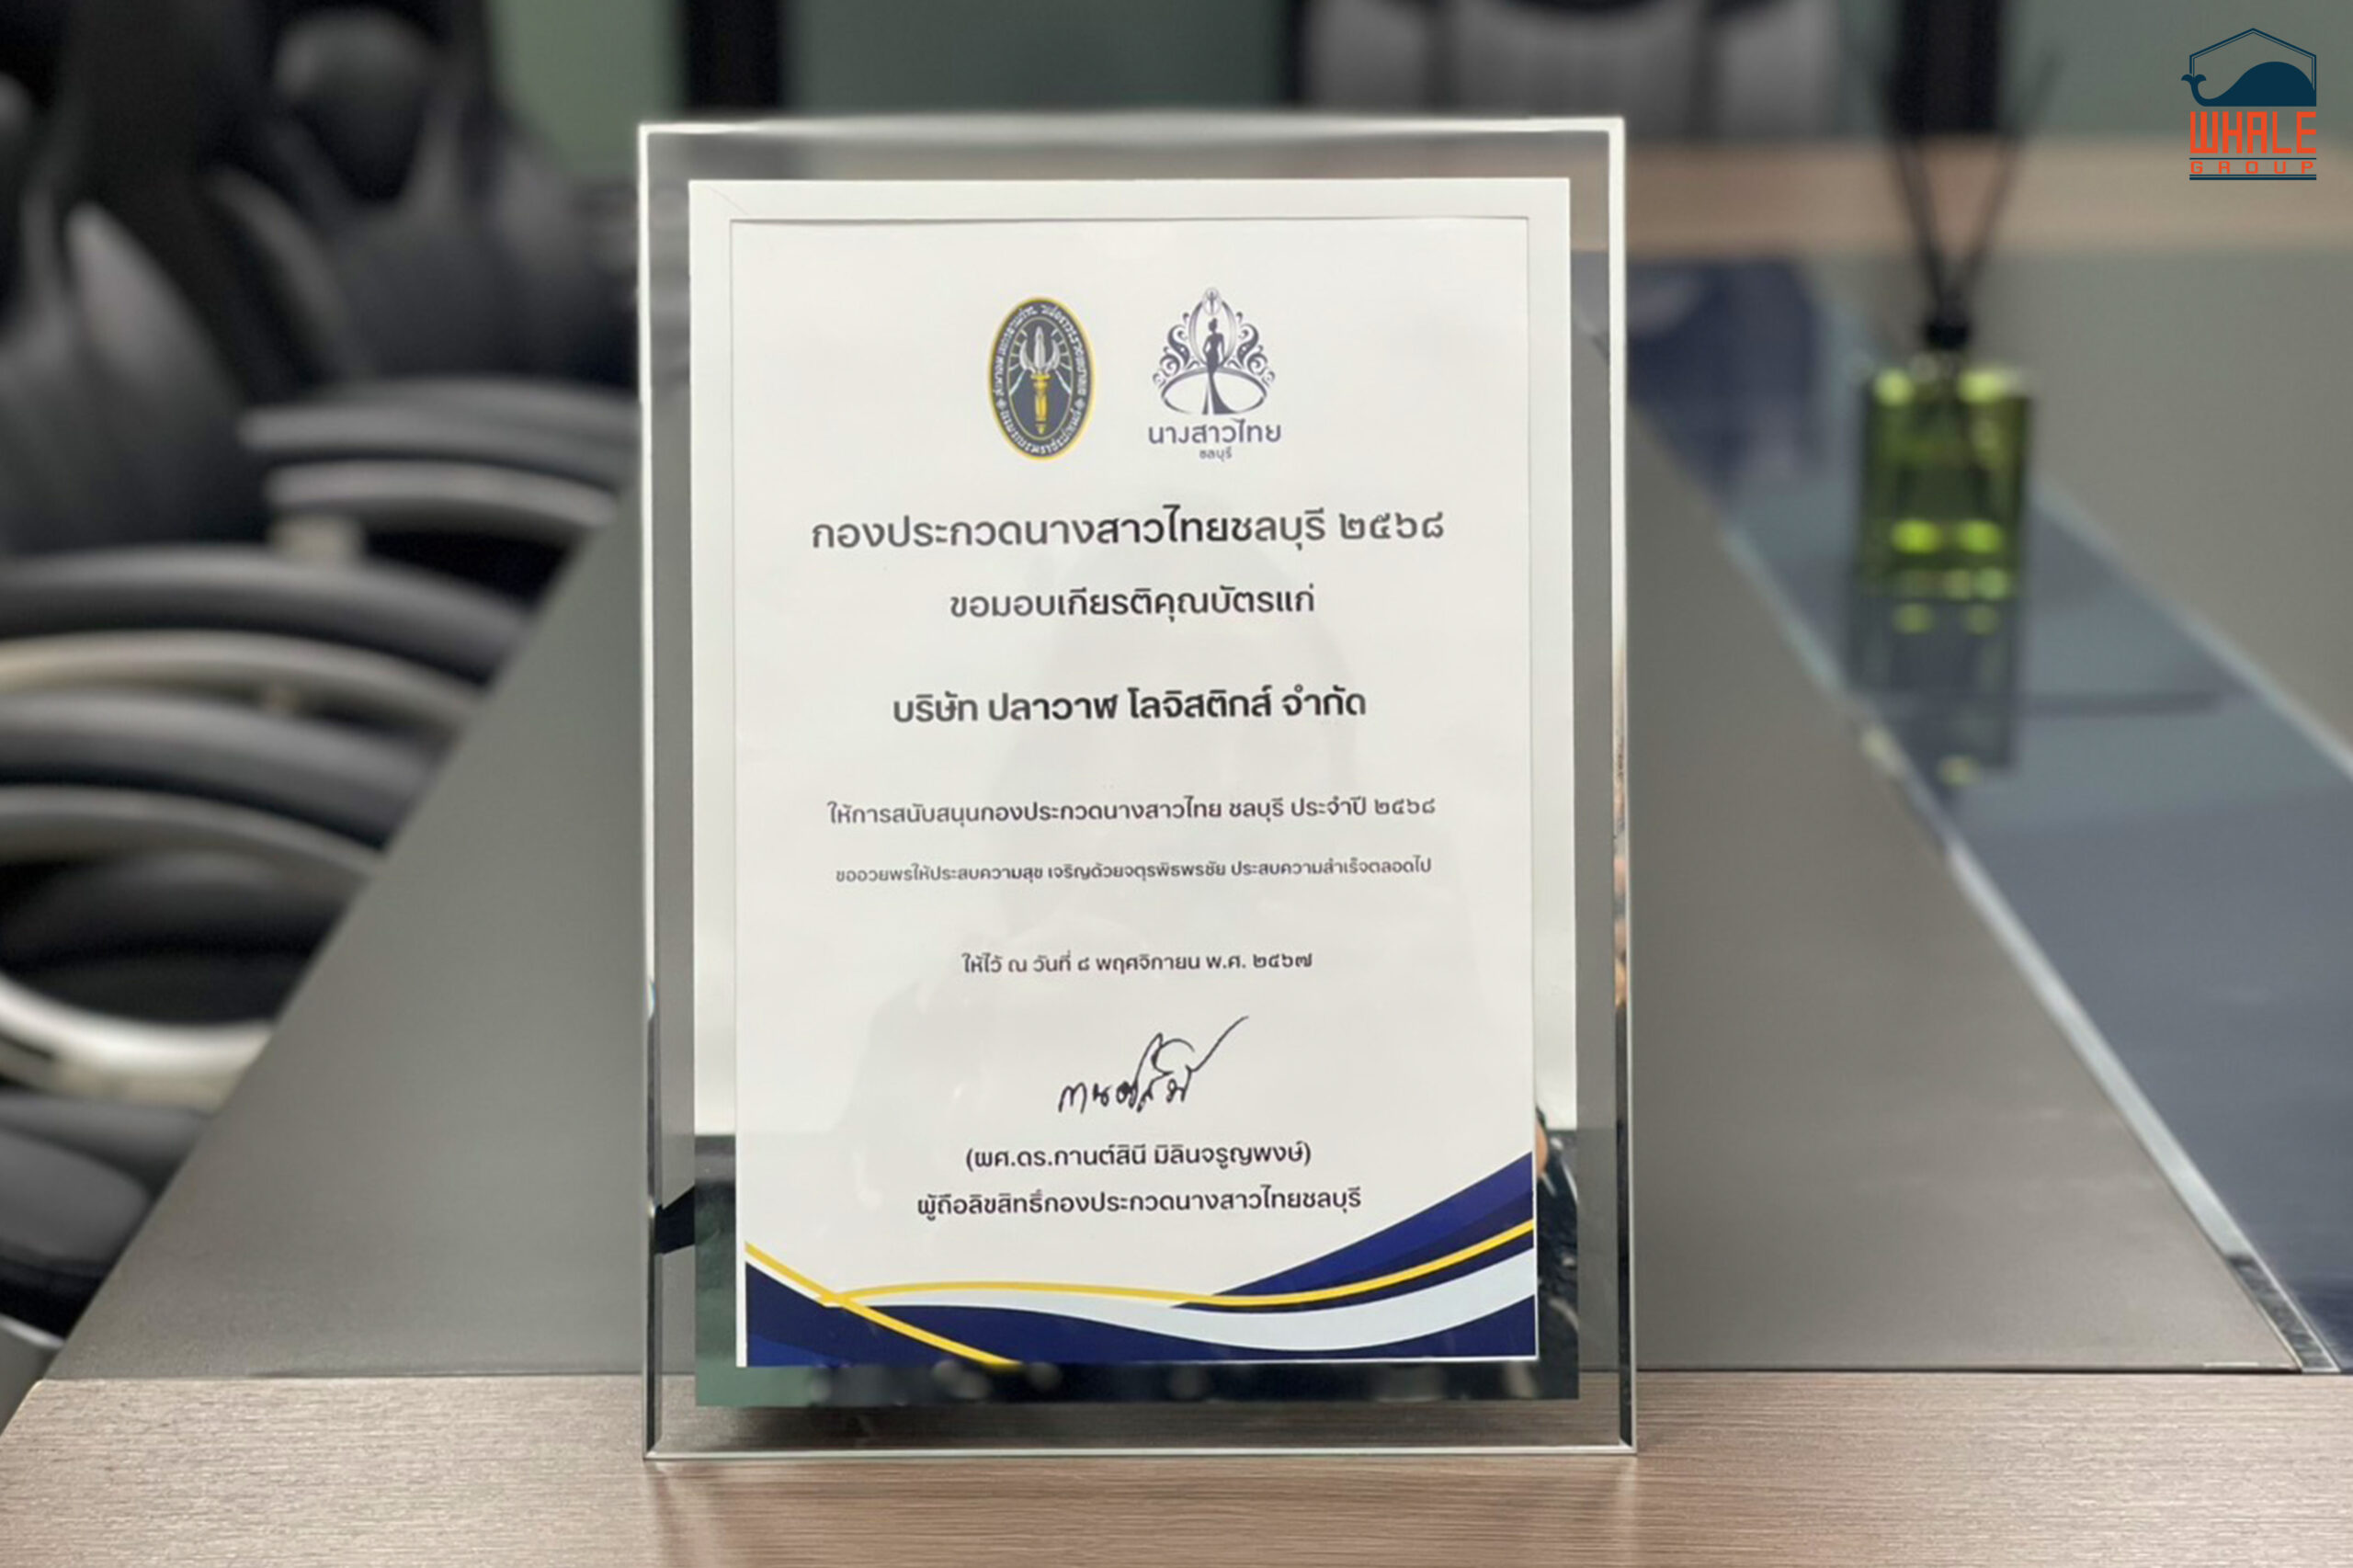 WHALE
GROUP
นางสาวไทย
ชลบุรี
กองประกวดนางสาวไทยชลบุรี ๒๕๖๘
ขอมอบเกียรติคุณบัตรแก่
บริษัท ปลาวาฬ โลจิสติกส์ จำกัด
ให้การสนับสนุนกองประกวดนางสาวไทย ชลบุรี ประจำปี ๒๕๖๘
ขออวยพรให้ประสบความสุข เจริญด้วยจตุรพิธพรชัย ประสบความสำเร็จตลอดไป
ให้ไว้ ณ วันที่ ๘ พฤศจิกายน พ.ศ. ๒๕๖๗
(ผศ.ดร.กานต์สินี มิลินจรูญพงษ์)
ผู้ถือลิขสิทธิ์กองประกวดนางสาวไทยชลบุรี